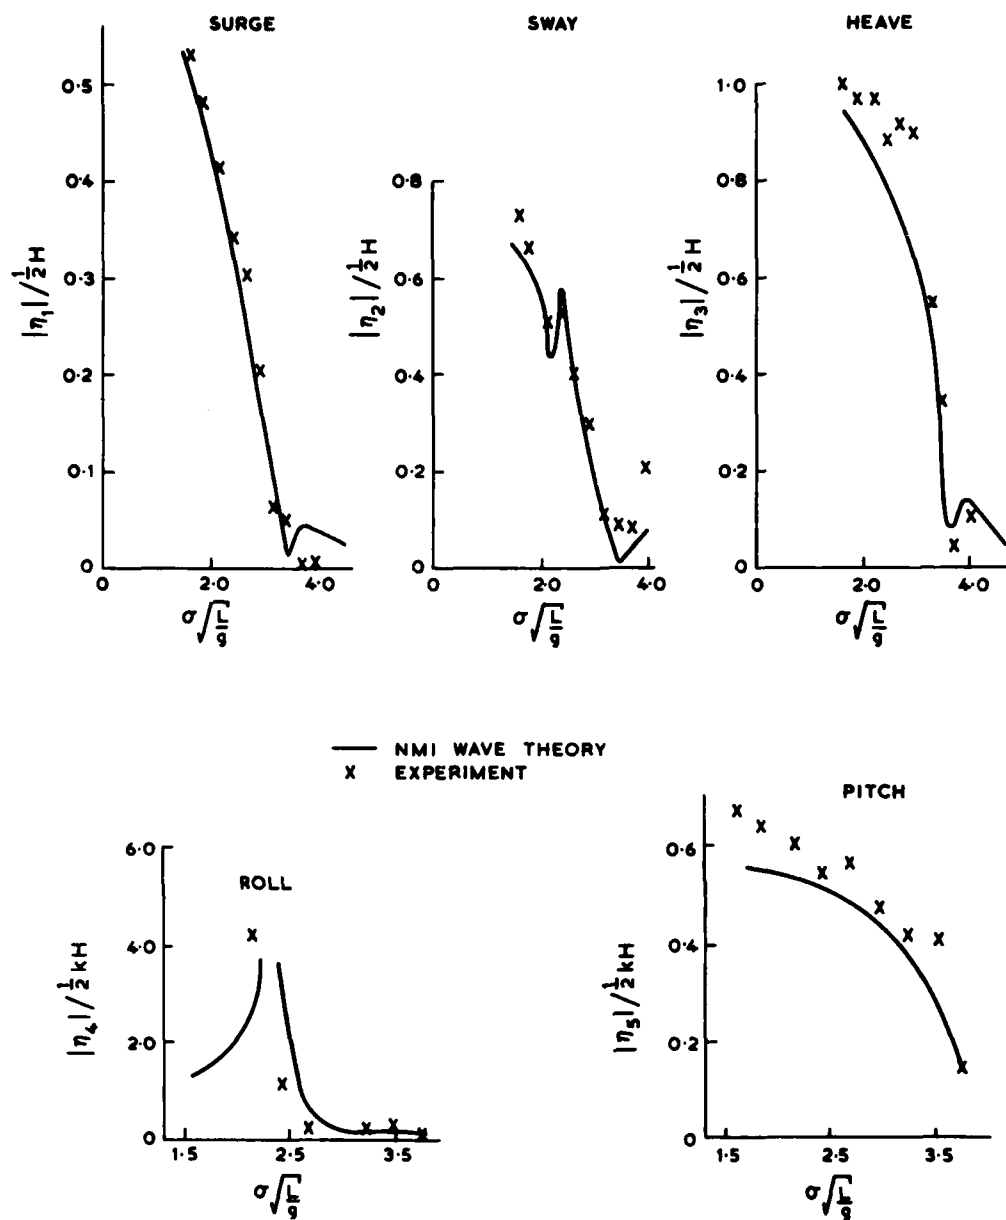 SURGE
0·5
0·4
0·3
0·2
0·1
0
|η₁|/½H
0 2·0 4·0
σ√L/g
SWAY
0·8
0·6
0·4
0·2
0
|η₂|/½H
0 2·0 4·0
σ√L/g
HEAVE
1·0
0·8
0·6
0·4
0·2
0
|η₃|/½H
0 2·0 4·0
σ√L/g
NMI WAVE THEORY
X EXPERIMENT
ROLL
6·0
4·0
2·0
0
|η₄|/½kH
1·5 2·5 3·5
σ√L/g
PITCH
0·6
0·4
0·2
0
|η₅|/½kH
1·5 2·5 3·5
σ√L/g